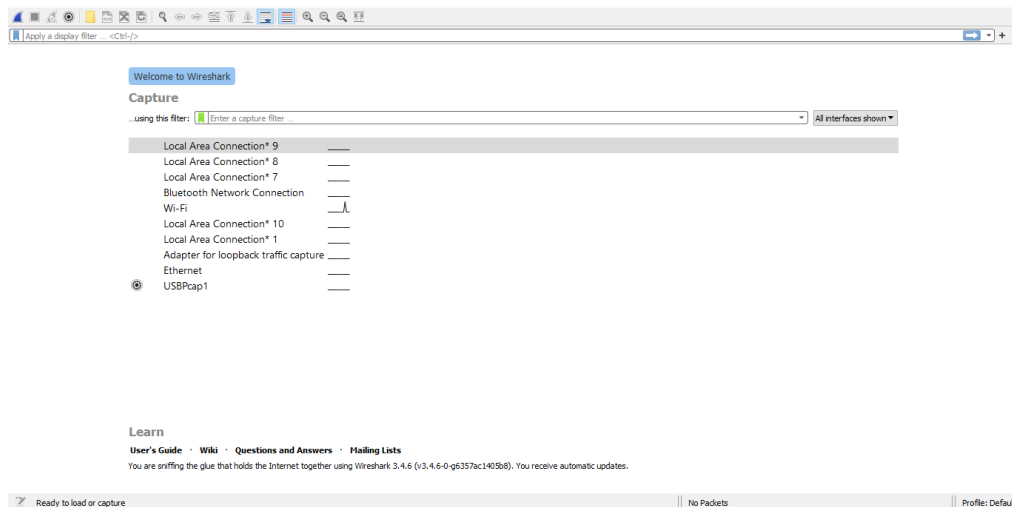 Apply a display filter ... <Ctrl-/>
Welcome to Wireshark
Capture
...using this filter: Enter a capture filter ... All interfaces shown
Local Area Connection* 9
Local Area Connection* 8
Local Area Connection* 7
Bluetooth Network Connection
Wi-Fi
Local Area Connection* 10
Local Area Connection* 1
Adapter for loopback traffic capture
Ethernet
USBPcap1
Learn
User's Guide · Wiki · Questions and Answers · Mailing Lists
You are sniffing the glue that holds the Internet together using Wireshark 3.4.6 (v3.4.6-0-g6357ac1405b8). You receive automatic updates.
Ready to load or capture No Packets Profile: Defaul